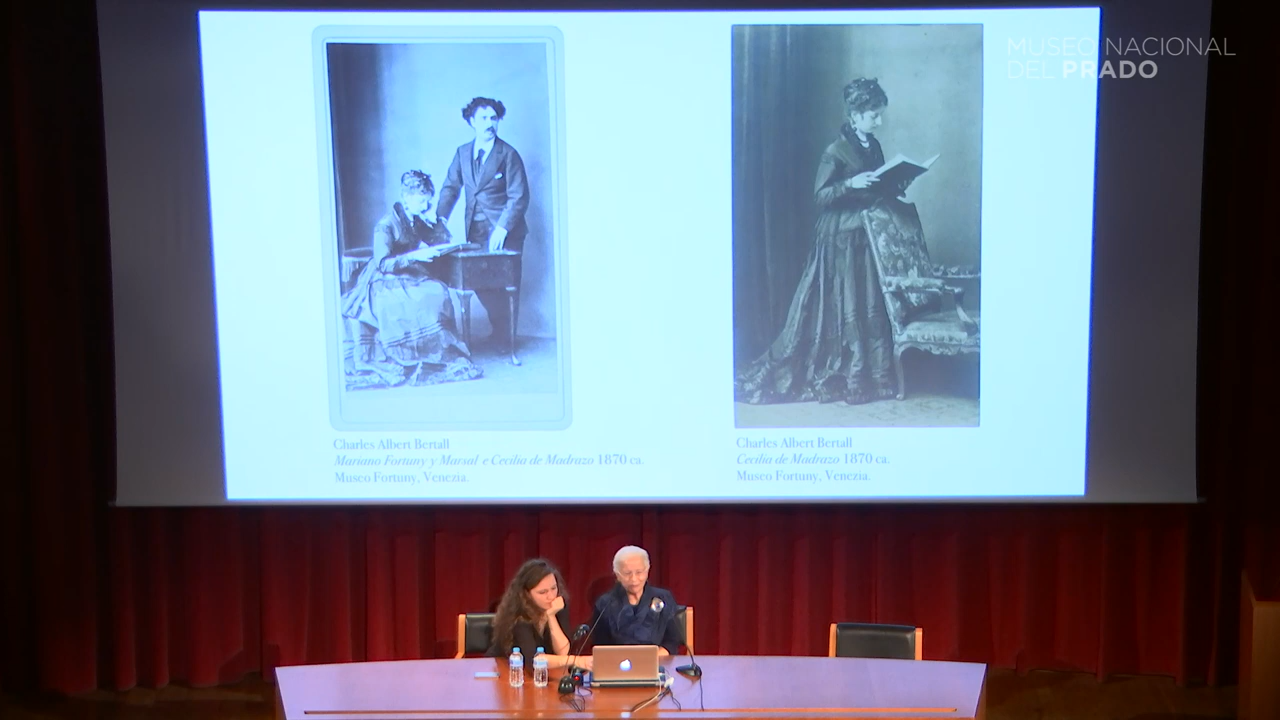 MUSEO NACIONAL
DEL PRADO
Charles Albert Bertall
Mariano Fortuny y Marsal e Cecilia de Madrazo 1870 ca.
Museo Fortuny, Venezia.
Charles Albert Bertall
Cecilia de Madrazo 1870 ca.
Museo Fortuny, Venezia.